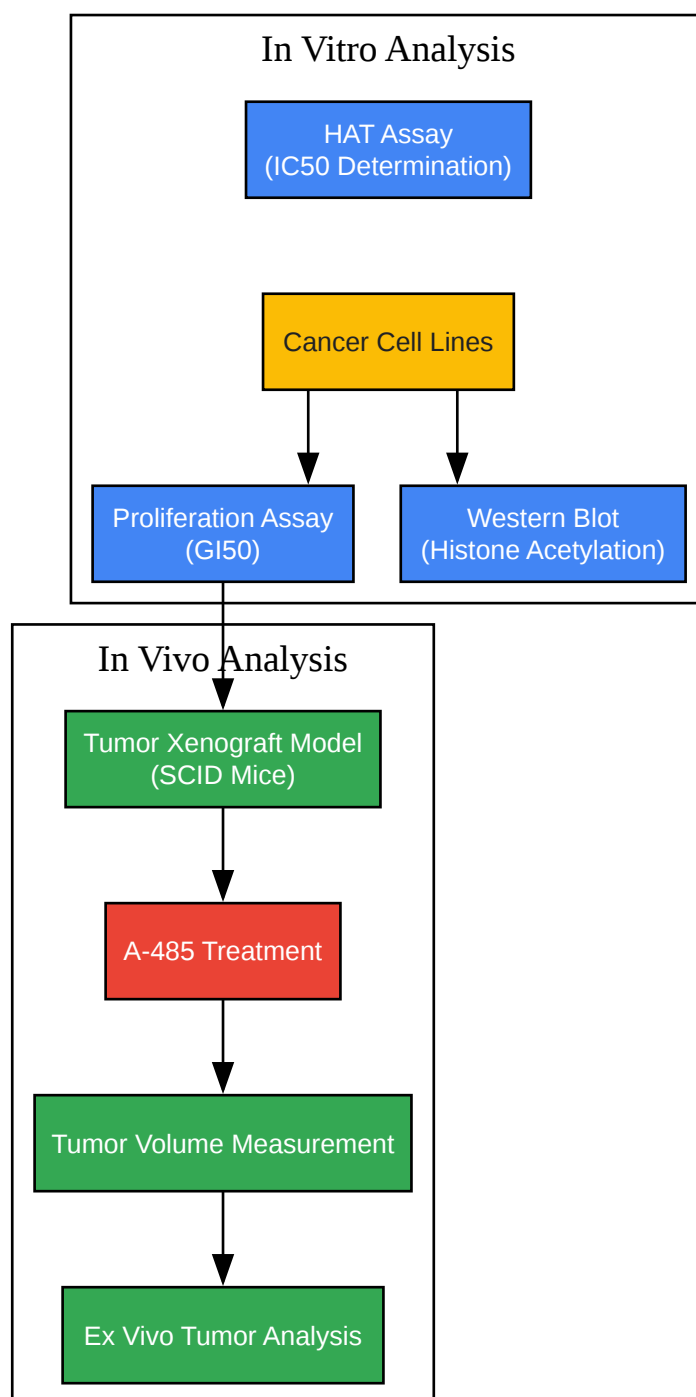 In Vitro Analysis
HAT Assay
(IC50 Determination)
Cancer Cell Lines
Proliferation Assay
(GI50)
Western Blot
(Histone Acetylation)
In Vivo Analysis
Tumor Xenograft Model
(SCID Mice)
A-485 Treatment
Tumor Volume Measurement
Ex Vivo Tumor Analysis